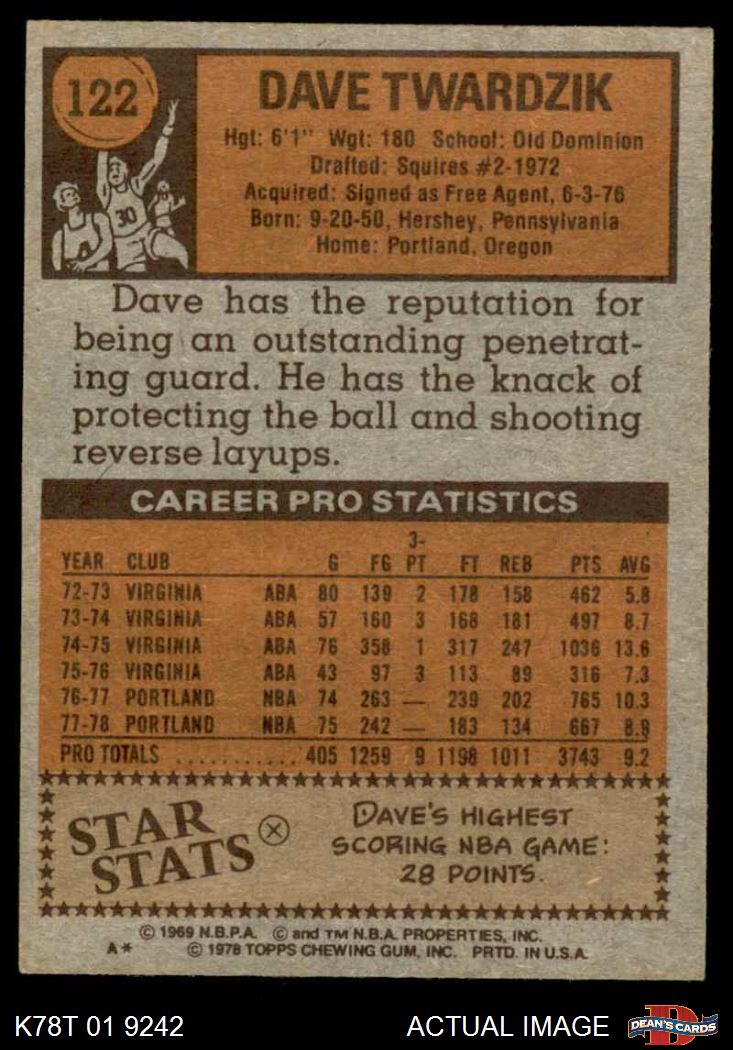 122
DAVE TWARDZIK
Hgt: 6'1" Wgt: 180 School: Old Dominion
Drafted: Squires #2-1972
Acquired: Signed as Free Agent, 6-3-76
Born: 9-20-50, Hershey, Pennsylvania
Home: Portland, Oregon
30
Dave has the reputation for
being an outstanding penetrat-
ing guard. He has the knack of
protecting the ball and shooting
reverse layups.
CAREER PRO STATISTICS
YEAR CLUB G FG 3-PT FT REB PTS AVG
72-73 VIRGINIA ABA 80 139 2 178 158 462 5.8
73-74 VIRGINIA ABA 57 160 3 168 181 497 8.7
74-75 VIRGINIA ABA 76 358 1 317 247 1036 13.6
75-76 VIRGINIA ABA 43 97 3 113 89 316 7.3
76-77 PORTLAND NBA 74 263 — 239 202 765 10.3
77-78 PORTLAND NBA 75 242 — 183 134 667 8.9
PRO TOTALS ........... 405 1259 9 1198 1011 3743 9.2
STAR
STATS
DAVE'S HIGHEST
SCORING NBA GAME:
28 POINTS.
© 1969 N.B.P.A. © and TM N.B.A. PROPERTIES, INC.
A* © 1978 TOPPS CHEWING GUM, INC. PRTD. IN U.S.A.
K78T 01 9242 ACTUAL IMAGE DEAN'S CARDS